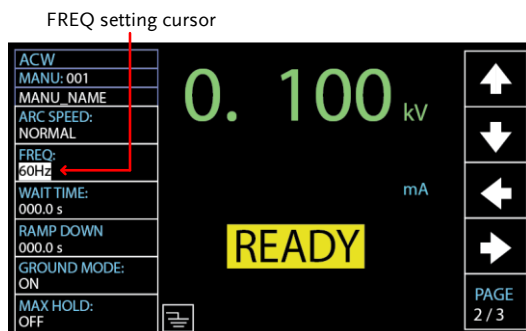 FREQ setting cursor
ACW
MANU: 001
MANU_NAME
ARC SPEED:
NORMAL
FREQ:
60Hz
WAIT TIME:
000.0 s
RAMP DOWN
000.0 s
GROUND MODE:
ON
MAX HOLD:
OFF
0. 100 kV
mA
READY
PAGE
2 / 3